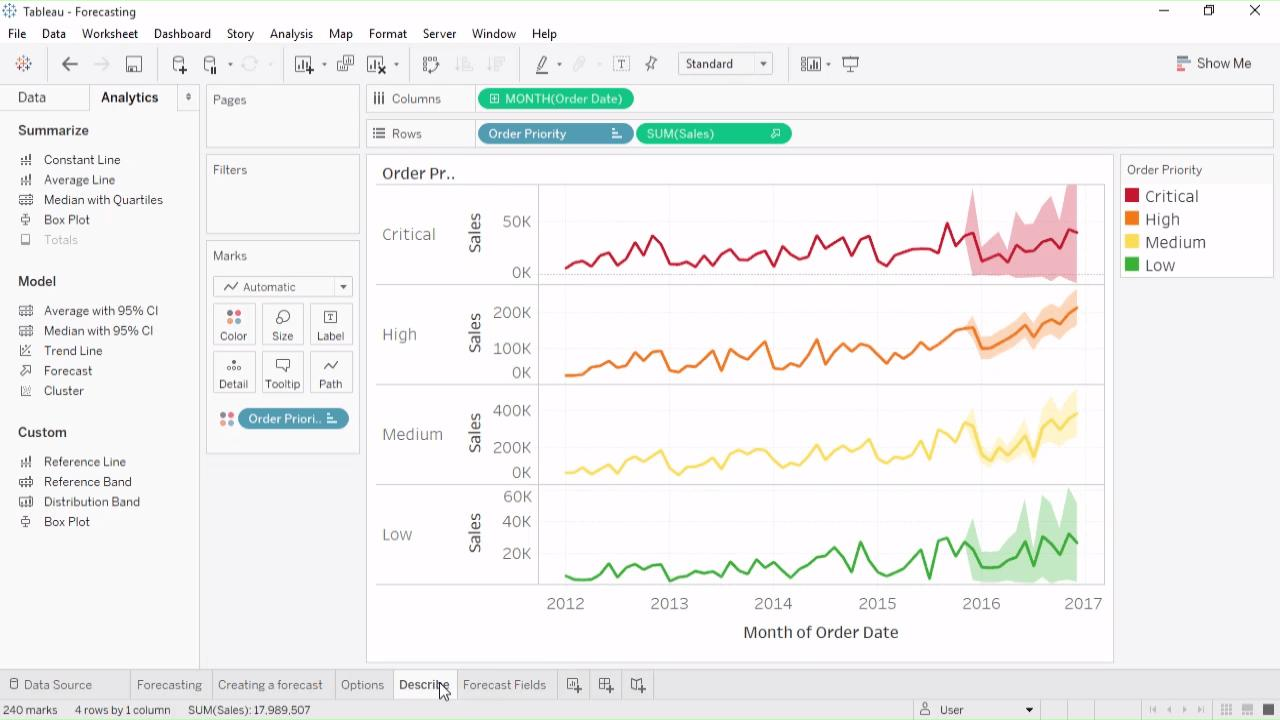 Tableau - Forecasting
File Data Worksheet Dashboard Story Analysis Map Format Server Window Help
Standard
Show Me
Data Analytics
Summarize
Constant Line
Average Line
Median with Quartiles
Box Plot
Totals
Model
Average with 95% CI
Median with 95% CI
Trend Line
Forecast
Cluster
Custom
Reference Line
Reference Band
Distribution Band
Box Plot
Pages
Filters
Marks
Automatic
Color Size Label
Detail Tooltip Path
Order Priori..
Columns MONTH(Order Date)
Rows Order Priority SUM(Sales)
Order Pr..
Critical Sales 50K
0K
High Sales 200K
100K
0K
Medium Sales 400K
200K
0K
Low Sales 60K
40K
20K
2012 2013 2014 2015 2016 2017
Month of Order Date
Order Priority
Critical
High
Medium
Low
Data Source Forecasting Creating a forecast Options Describe Forecast Fields
240 marks 4 rows by 1 column SUM(Sales): 17,989,507 User